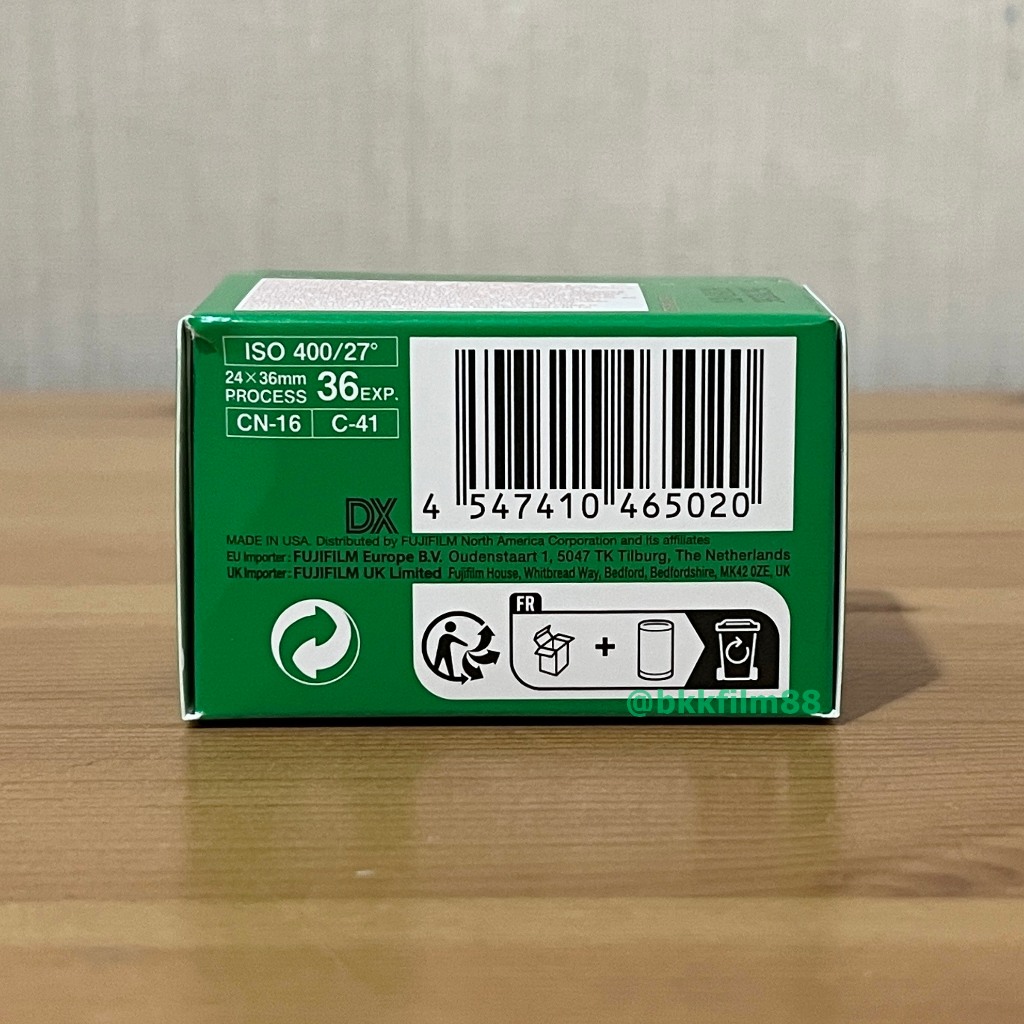 ISO 400/27°
24×36mm 36 EXP.
PROCESS
CN-16 C-41
4 547410 465020
DX
MADE IN USA. Distributed by FUJIFILM North America Corporation and its affiliates
EU Importer: FUJIFILM Europe B.V. Oudenstaart 1, 5047 TK Tilburg, The Netherlands
UK Importer: FUJIFILM UK Limited Fujifilm House, Whitbread Way, Bedford, Bedfordshire, MK42 0ZE, UK
FR
+
@bkkfilm88